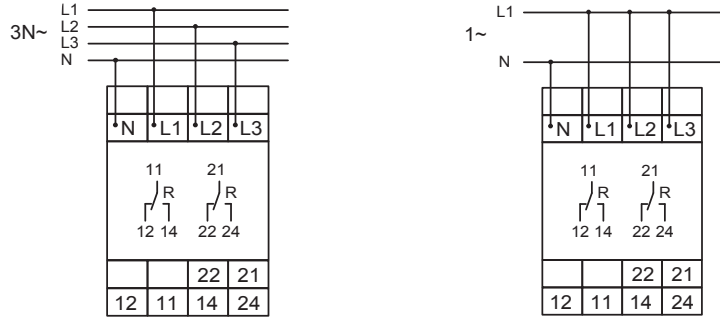 L1
L2
3N~
L3
N
N L1 L2 L3
11 21
R R
12 14 22 24
22 21
12 11 14 24
L1
1~
N
N L1 L2 L3
11 21
R R
12 14 22 24
22 21
12 11 14 24